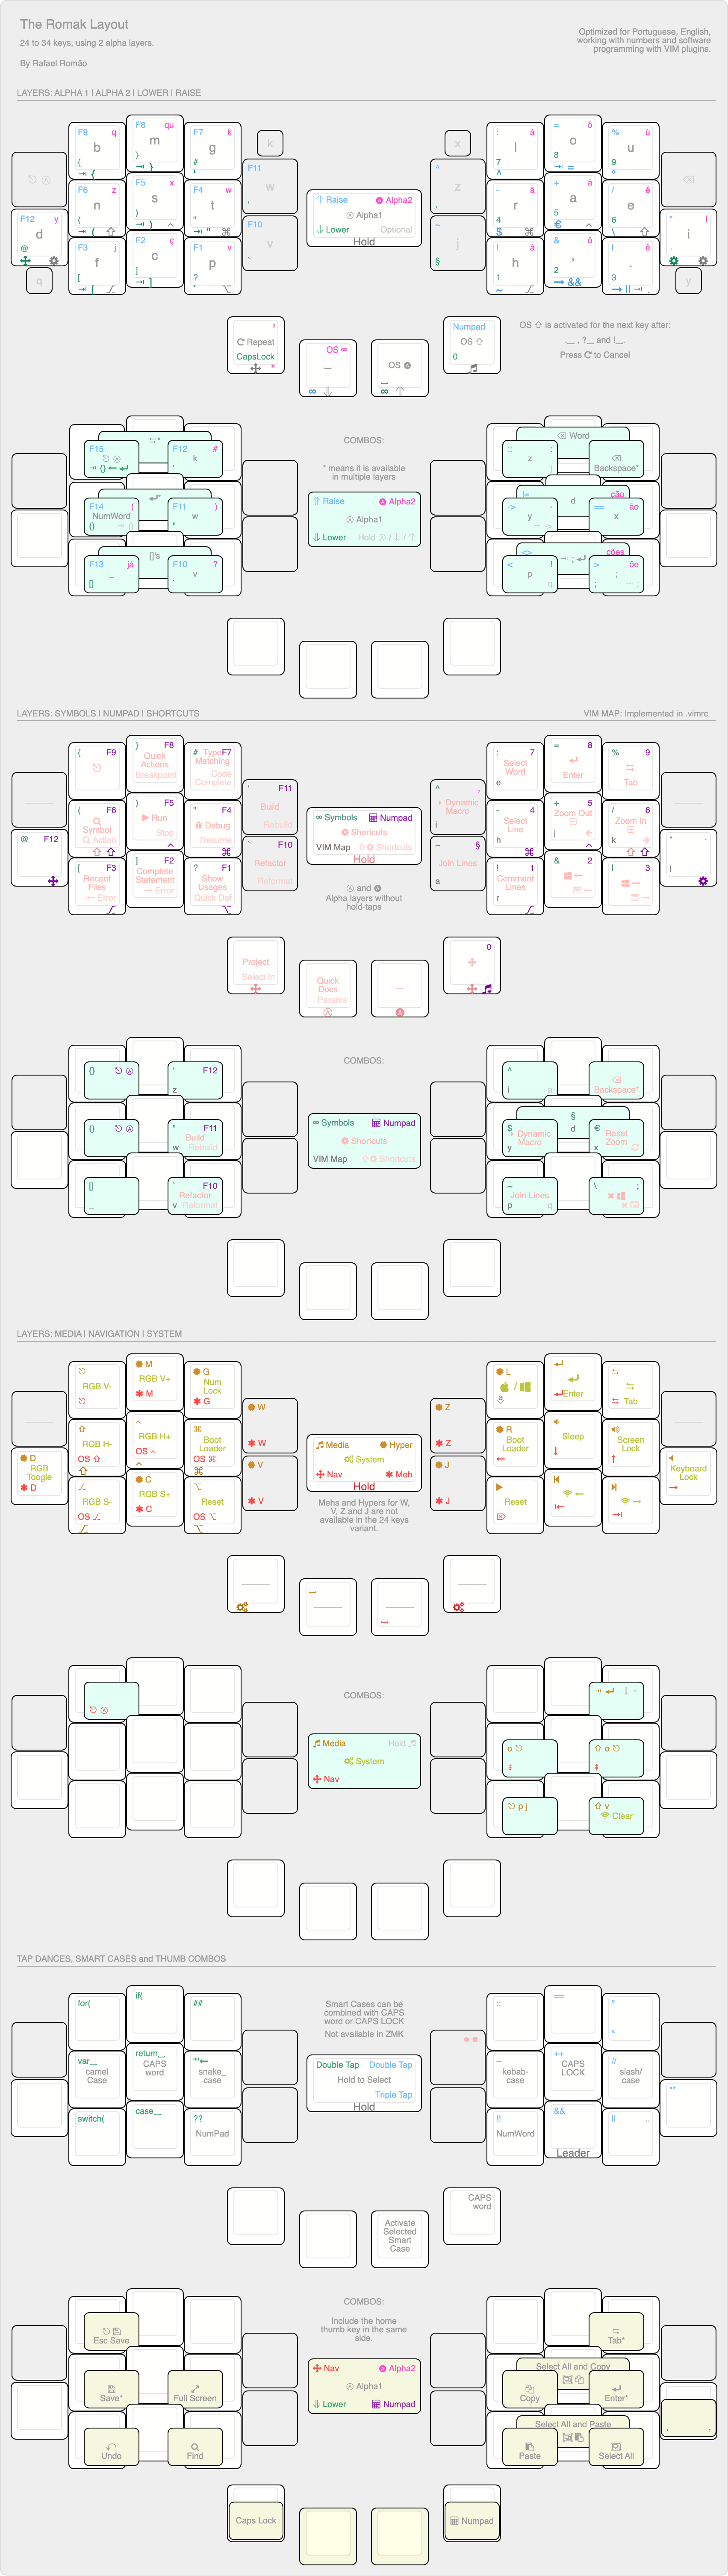 The Romak Layout
24 to 34 keys, using 2 alpha layers.
By Rafael Romão
Optimized for Portuguese, English,
working with numbers and software
programming with VIM plugins.
LAYERS: ALPHA 1 | ALPHA 2 | LOWER | RAISE
F9 q
b
{
F8 qu
m
}
F7 k
g
#
k
F11
w
F6 z
n
(
F5 x
s
)
F4 w
t
"
F10
v
F12 y
d
@
F3 j
f
[
F2 ç
c
]
F1 p
v
?
q
Raise Alpha2
Alpha1
Lower Optional
Hold
x
^
z
: à
l
7
= ó
o
8
% ú
u
9
~
j
§
- ã
r
4
$
+ á
a
5
€
/ é
e
6
\
" í
i
! â
h
1
& ô
,
2
&&
| ê
.
3
||
y
Repeat
CapsLock
OS ∞
∞
OS
∞
Numpad
OS
0
OS ⇧ is activated for the next key after:
Press to Cancel
COMBOS:
* means it is available
in multiple layers
Raise Alpha2
Alpha1
Lower Hold
F15
{}
F12 #
k
F14 (
NumWord
()
F11 )
w
"
F13 já
_
[]
[]'s
F10 ?
v
Word
:: :
z
Backspace*
!= d ção
-> -
y
== ão
x
<> ções
< !
p
q
> õe
;
;
LAYERS: SYMBOLS | NUMPAD | SHORTCUTS
VIM MAP: Implemented in .vimrc
{ F9
} F8
Quick
Actions
Breakpoint
# Type F7
Matching
Code
Complete
' F11
Build
Rebuild
@ F12
( F6
Symbol
Action
) F5
Run
Stop
" F4
Debug
Resume
F10
Refactor
Reformat
[ F3
Recent
Files
Error
] F2
Complete
Statement
Error
? F1
Show
Usages
Quick Def
∞ Symbols Numpad
Shortcuts
VIM Map Shortcuts
Hold
Ⓐ and 🅐
Alpha layers without
hold-taps
^ ,
Dynamic
Macro
i
: 7
Select
Word
e
= 8
Enter
% 9
Tab
~ §
Join Lines
a
- 4
Select
Line
h
+ 5
Zoom Out
j
/ 6
Zoom In
k
" .
l
! 1
Comment
Lines
r
& 2
| 3
Project
Select In
Quick
Docs
Params
0
COMBOS:
∞ Symbols Numpad
Shortcuts
VIM Map Shortcuts
{}
' F12
z
()
" F11
Build
w Rebuild
[]
_
F10
Refactor
v Reformat
^
i a
Backspace*
§
d
$
Dynamic
Macro
y
€
Reset
Zoom
x
~
Join Lines
p q
\ ;
LAYERS: MEDIA | NAVIGATION | SYSTEM
RGB V-
M
RGB V+
M
G
Num
Lock
G
W
W
D
RGB
Toogle
D
RGB H-
OS ⇧
RGB H+
OS
⌘
Boot
Loader
OS ⌘
V
V
RGB S-
OS
C
RGB S+
C
Reset
OS
Media Hyper
System
Nav Meh
Hold
Mehs and Hypers for W,
V, Z and J are not
available in the 24 keys
variant.
Z
Z
L
Enter
Tab
J
J
R
Boot
Loader
Sleep
Screen
Lock
Keyboard
Lock
Reset
COMBOS:
Media Hold
System
Nav
o
o
p j
v
Clear
TAP DANCES, SMART CASES and THUMB COMBOS
for(
if(
##
var
camel
Case
return
CAPS
word
""
snake_
case
switch(
case
??
NumPad
Smart Cases can be
combined with CAPS
word or CAPS LOCK
Not available in ZMK
Double Tap Double Tap
Hold to Select
Triple Tap
Hold
::
==
--
kebab-
case
++
CAPS
LOCK
//
slash/
case
!!
NumWord
&&
Leader
|| ..
Activate
Selected
Smart
Case
CAPS
word
COMBOS:
Include the home
thumb key in the same
side.
Nav Alpha2
Alpha1
Lower Numpad
Esc Save
Save*
Full Screen
Undo
Find
Tab*
Select All and Copy
Copy
Enter*
Select All and Paste
Paste
Select All
Caps Lock
Numpad